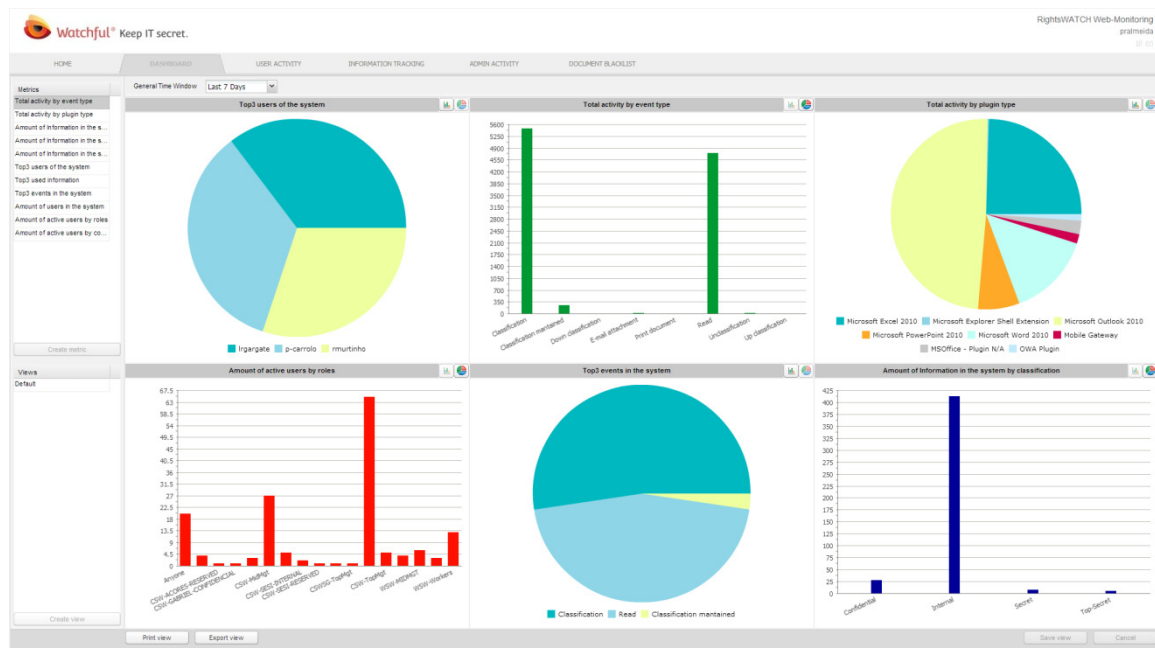 Watchful® Keep IT secret.
RightsWATCH Web-Monitoring
pralmeida
HOME
DASHBOARD
USER ACTIVITY
INFORMATION TRACKING
ADMIN ACTIVITY
DOCUMENT BLACKLIST
Metrics
Total activity by event type
Total activity by plugin type
Amount of Information in the s...
Amount of Information in the s...
Amount of Information in the s...
Top3 users of the system
Top3 used information
Top3 events in the system
Amount of users in the system
Amount of active users by roles
Amount of active users by co...
Create metric
Views
Default
Create view
General Time Window Last 7 Days
Top3 users of the system
lrgargate p-carrolo rmurtinho
Total activity by event type
5600
5250
4900
4550
4200
3850
3500
3150
2800
2450
2100
1750
1400
1050
700
350
0
Classification
Classification mantained
Down classification
E-mail attachment
Print document
Read
Unclassification
Up classification
Total activity by plugin type
Microsoft Excel 2010 Microsoft Explorer Shell Extension Microsoft Outlook 2010
Microsoft PowerPoint 2010 Microsoft Word 2010 Mobile Gateway
MSOffice - Plugin N/A OWA Plugin
Amount of active users by roles
67.5
63
58.5
54
49.5
45
40.5
36
31.5
27
22.5
18
13.5
9
4.5
0
Anyone
CSW-ACORES-RESERVED
CSW-GABRIEL-CONFIDENCIAL
CSW-MidMgt
CSW-SESI-INTERNAL
CSW-SESI-RESERVED
CSWSG-TopMgt
CSW-TopMgt
WSW-MIDMGT
WSW-Workers
Top3 events in the system
Classification Read Classification mantained
Amount of Information in the system by classification
425
400
375
350
325
300
275
250
225
200
175
150
125
100
75
50
25
0
Confidential
Internal
Secret
Top-Secret
Print view
Export view
Save view
Cancel